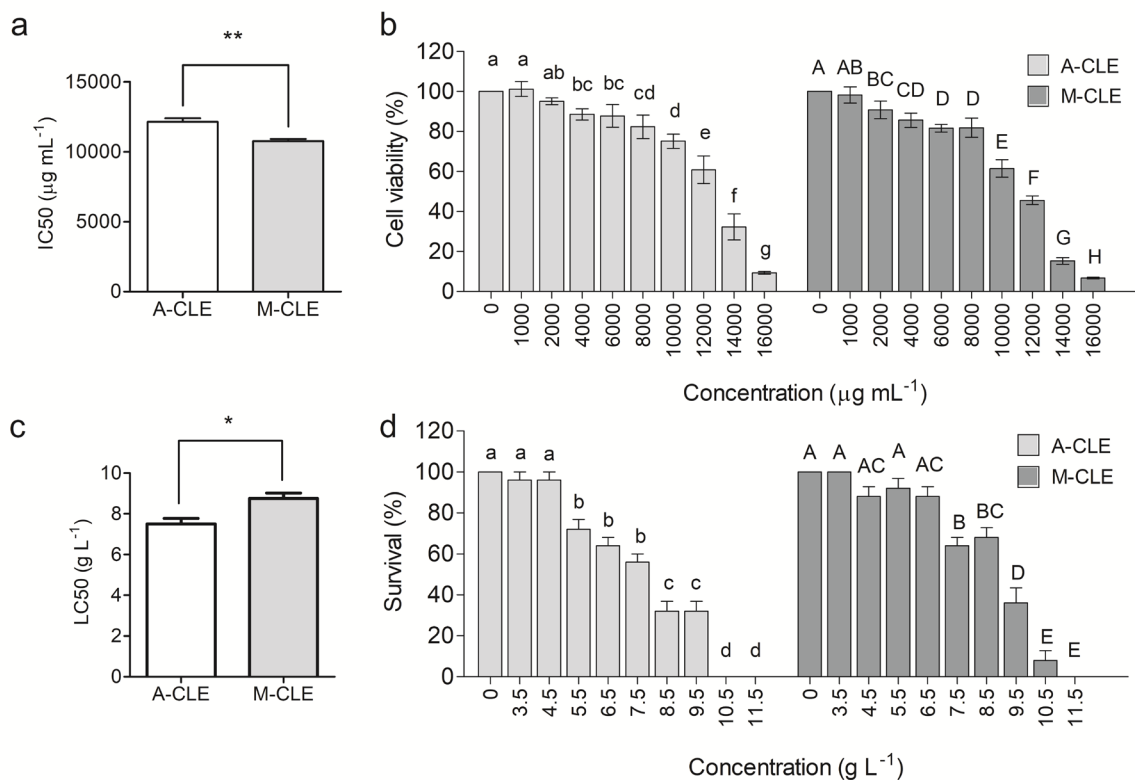 a
**
IC50 (μg mL⁻¹)
15000
10000
5000
0
A-CLE M-CLE
b
A-CLE
M-CLE
Cell viability (%)
120
100
80
60
40
20
0
a a ab bc bc cd d e f g
A AB BC CD D D E F G H
0 1000 2000 4000 6000 8000 10000 12000 14000 16000
0 1000 2000 4000 6000 8000 10000 12000 14000 16000
Concentration (μg mL⁻¹)
c
*
LC50 (g L⁻¹)
10
8
6
4
2
0
A-CLE M-CLE
d
A-CLE
M-CLE
Survival (%)
120
100
80
60
40
20
0
a a a b b b c c d d
A A AC A AC B BC D E E
0 3.5 4.5 5.5 6.5 7.5 8.5 9.5 10.5 11.5
0 3.5 4.5 5.5 6.5 7.5 8.5 9.5 10.5 11.5
Concentration (g L⁻¹)